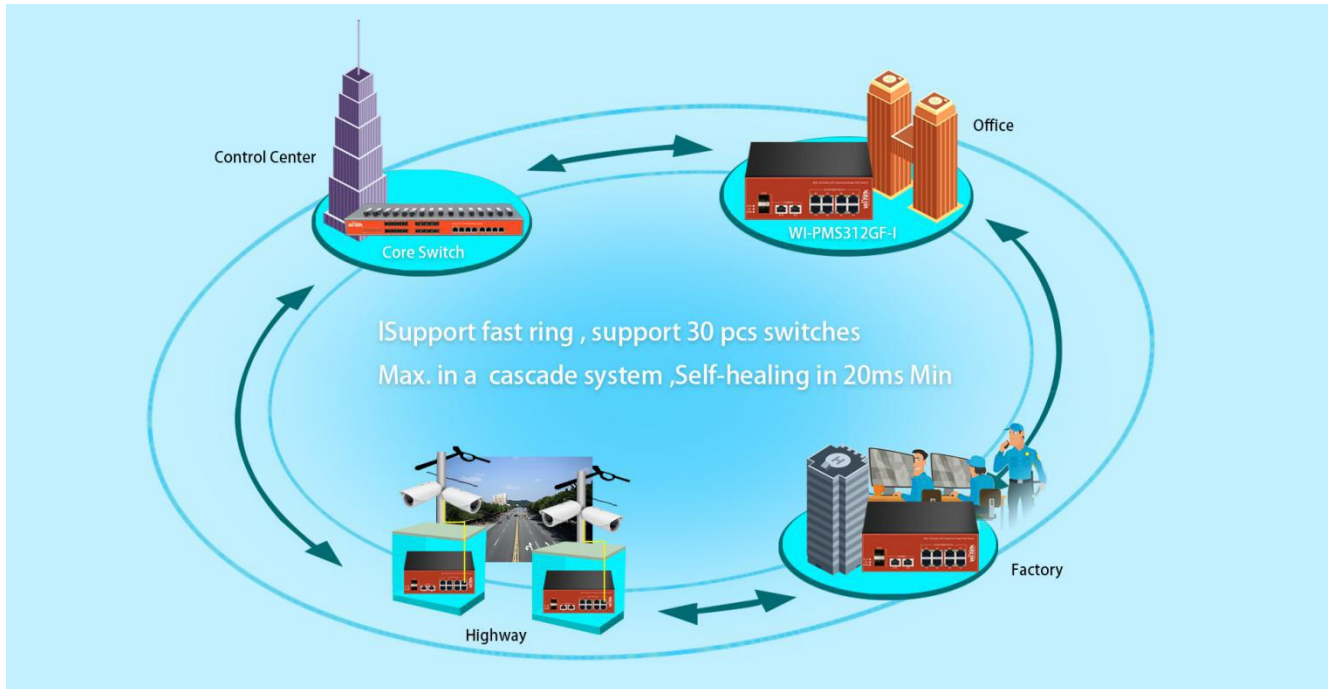 Control Center
Core Switch
Office
WI-PMS312GF-I
ISupport fast ring , support 30 pcs switches
Max. in a cascade system ,Self-healing in 20ms Min
Highway
Factory
H